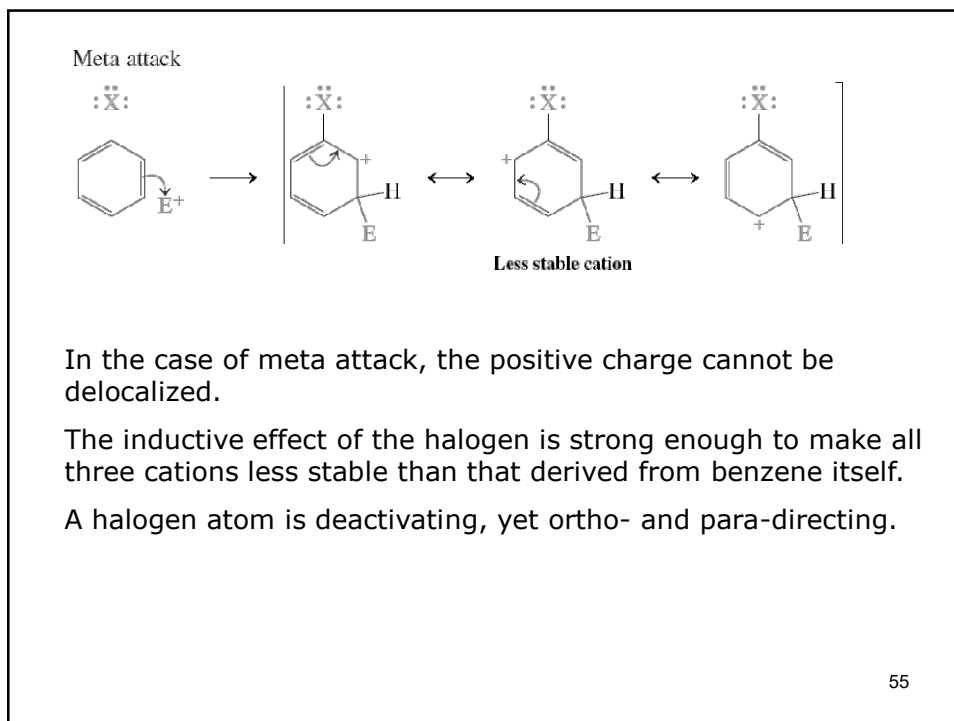 Meta attack
:Ẍ: :Ẍ: :Ẍ: :Ẍ:
+ +
E+ H H H
+
E E E
Less stable cation
In the case of meta attack, the positive charge cannot be
delocalized.
The inductive effect of the halogen is strong enough to make all
three cations less stable than that derived from benzene itself.
A halogen atom is deactivating, yet ortho- and para-directing.
55